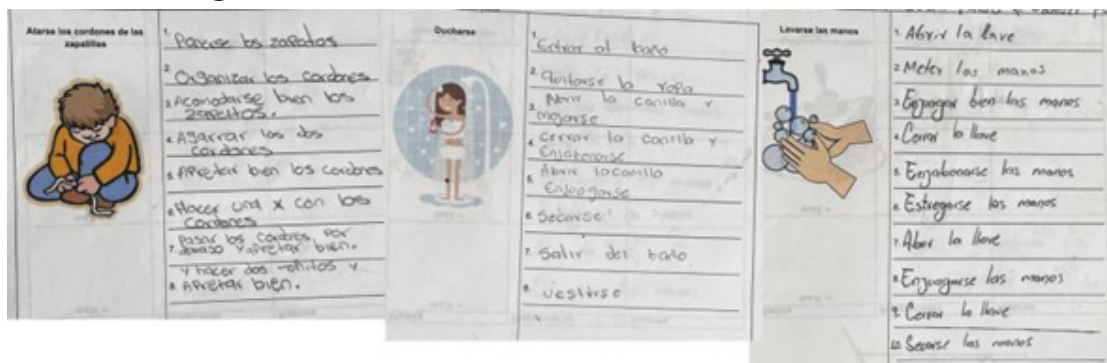 Atarse los cordones de las
zapatillas
1. Ponerse los zapatos
2. Organizar los cordones
3. Acomodarse bien los
zapatitos.
4. Agarrar los dos
cordones
5. Apretar bien los cordones
6. Hacer una X con los
cordones
7. Pasar los cordones por
y apretar bien.
y hacer dos moñitos y
8. Apretar bien.
Ducharse
1. Entrar al baño
2. Quitarse la ropa
Abrir la canilla y
3. mojarse
4. Cerrar la canilla y
Enjabonarse
Abrir la canilla
5. Enjuagarse
6. Secarse
7. Salir del baño
8. Vestirse
Lavarse las manos
1. Abrir la llave
2. Meter las manos
3. Enjuagar bien las manos
4. Cerrar la llave
5. Enjabonarse las manos
6. Estregarse las manos
7. Abrir la llave
8. Enjuagarse las manos
9. Cerrar la llave
10. Secarse las manos